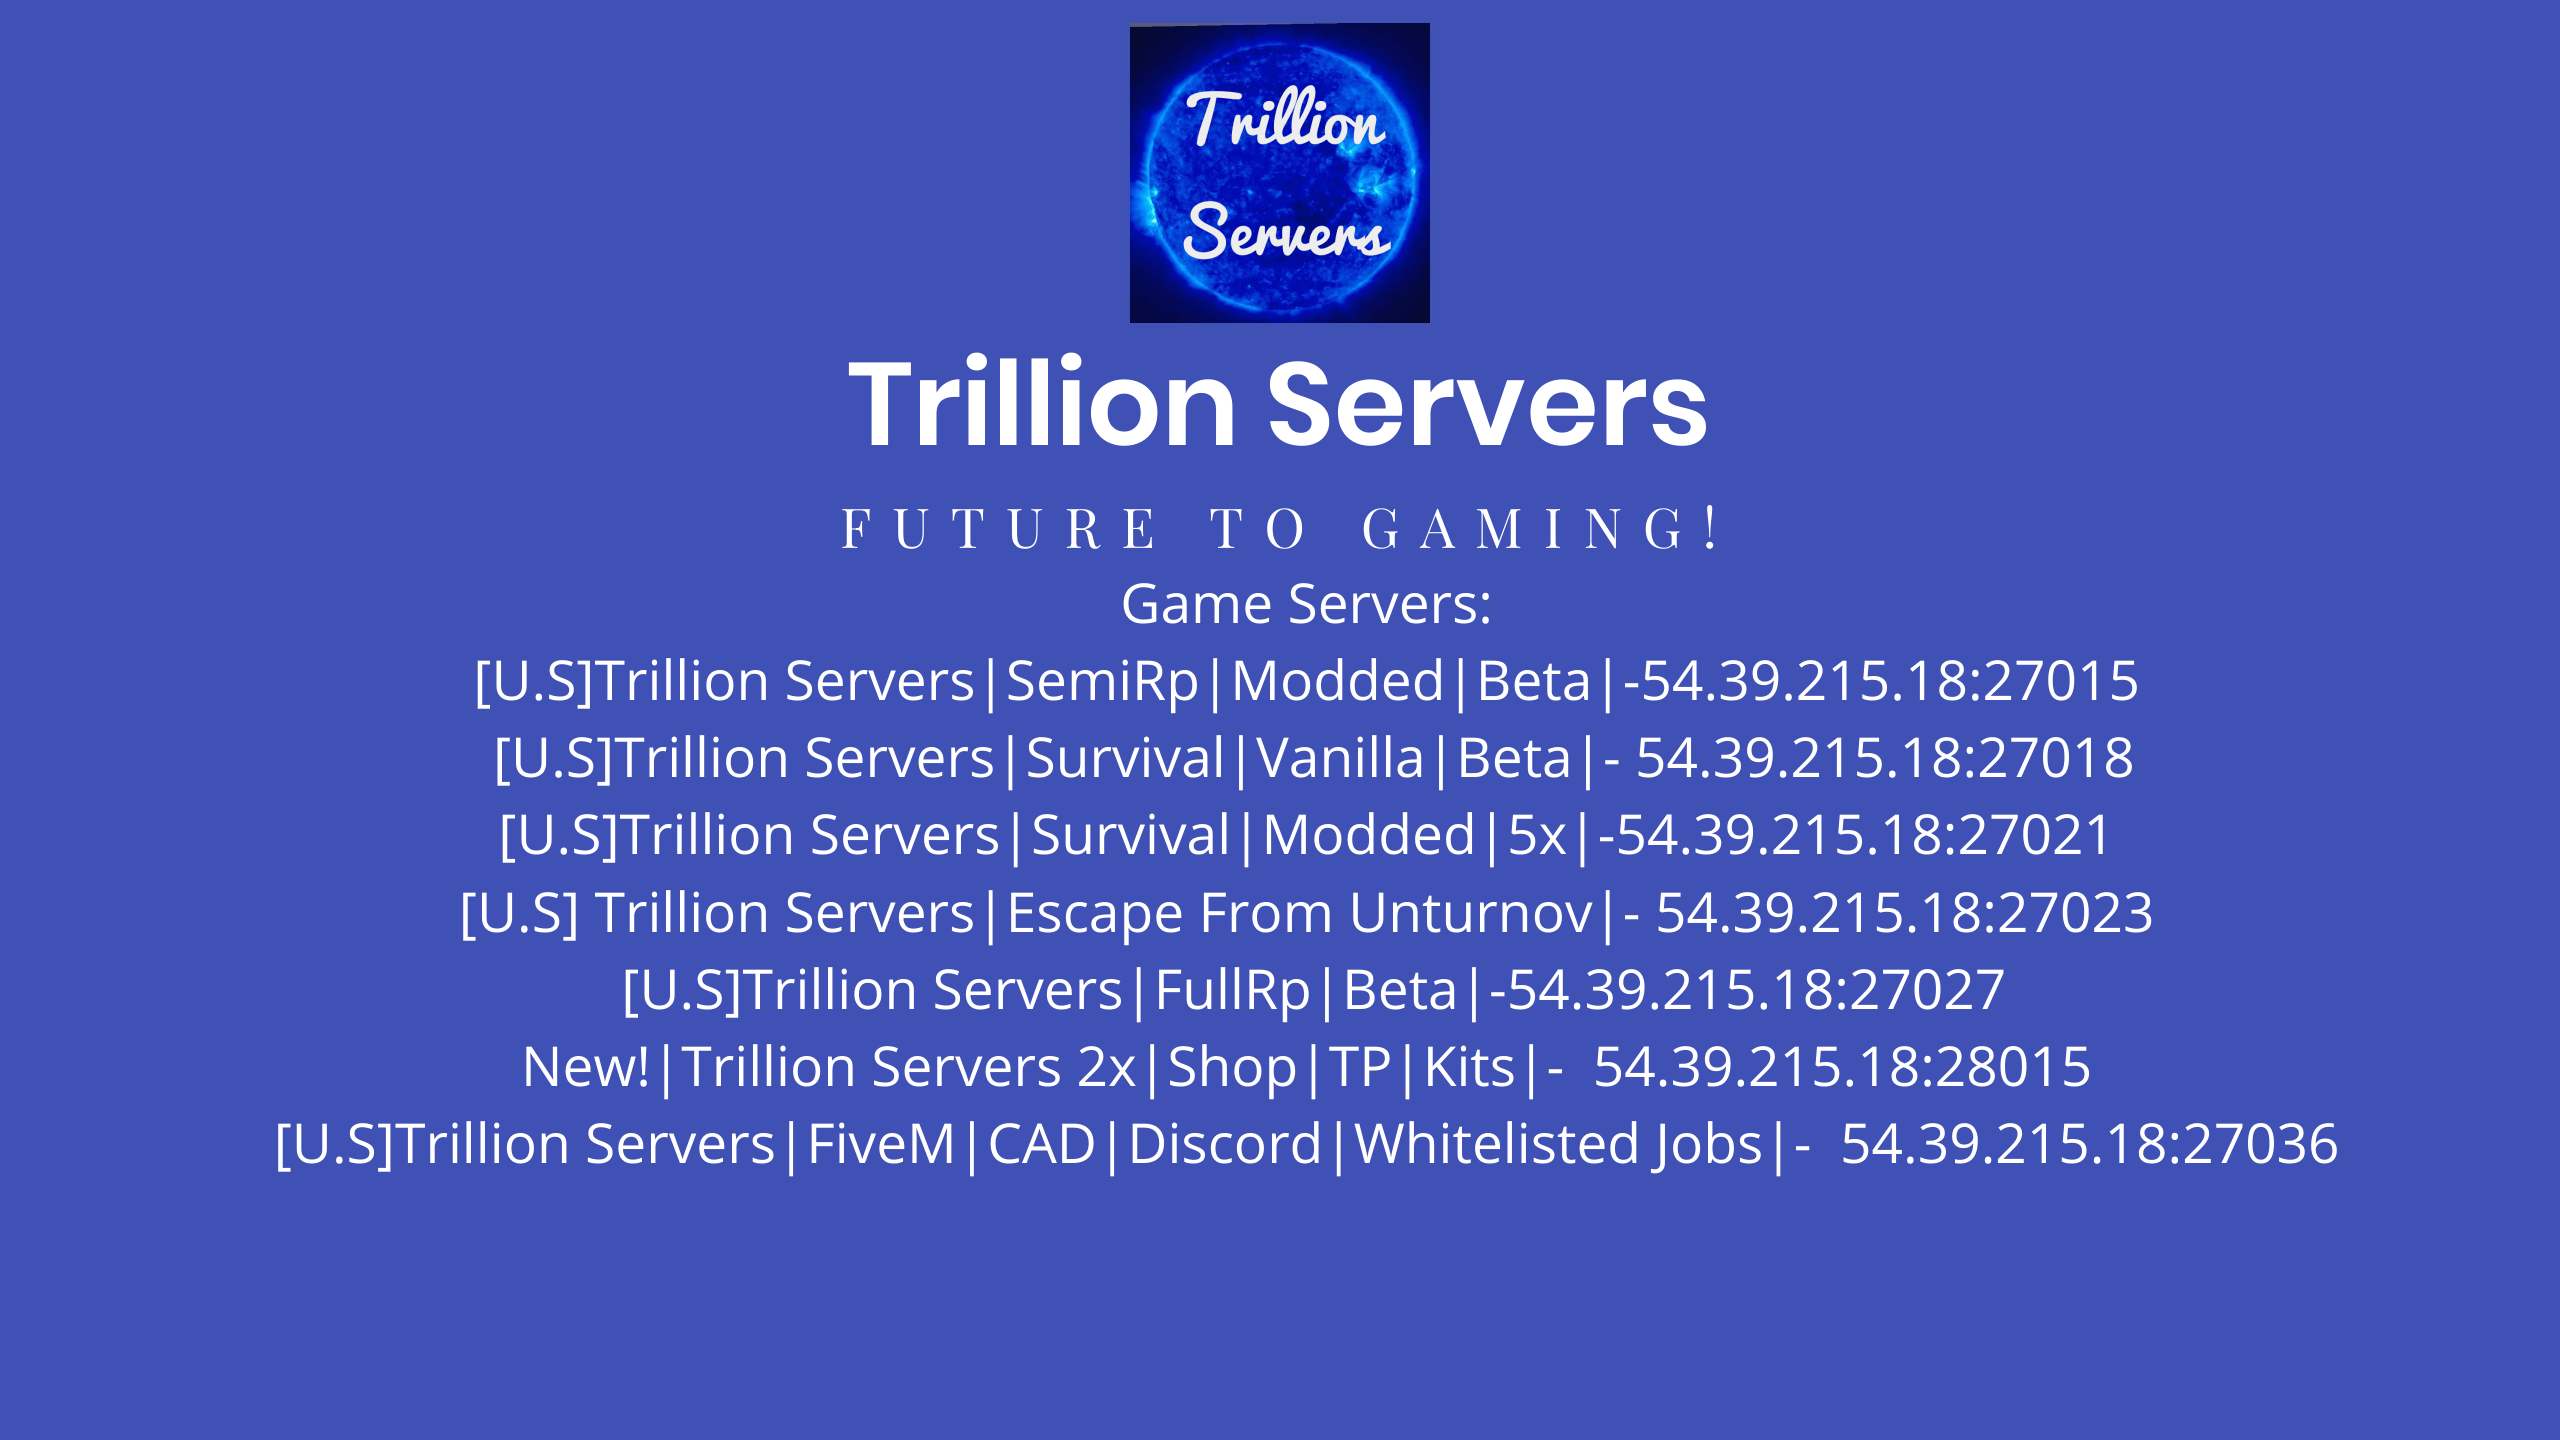 Trillion
Servers
Trillion Servers
FUTURE TO GAMING!
Game Servers:
[U.S]Trillion Servers|SemiRp|Modded|Beta|-54.39.215.18:27015
[U.S]Trillion Servers|Survival|Vanilla|Beta|- 54.39.215.18:27018
[U.S]Trillion Servers|Survival|Modded|5x|-54.39.215.18:27021
[U.S] Trillion Servers|Escape From Unturnov|- 54.39.215.18:27023
[U.S]Trillion Servers|FullRp|Beta|-54.39.215.18:27027
New!|Trillion Servers 2x|Shop|TP|Kits|-  54.39.215.18:28015
[U.S]Trillion Servers|FiveM|CAD|Discord|Whitelisted Jobs|-  54.39.215.18:27036